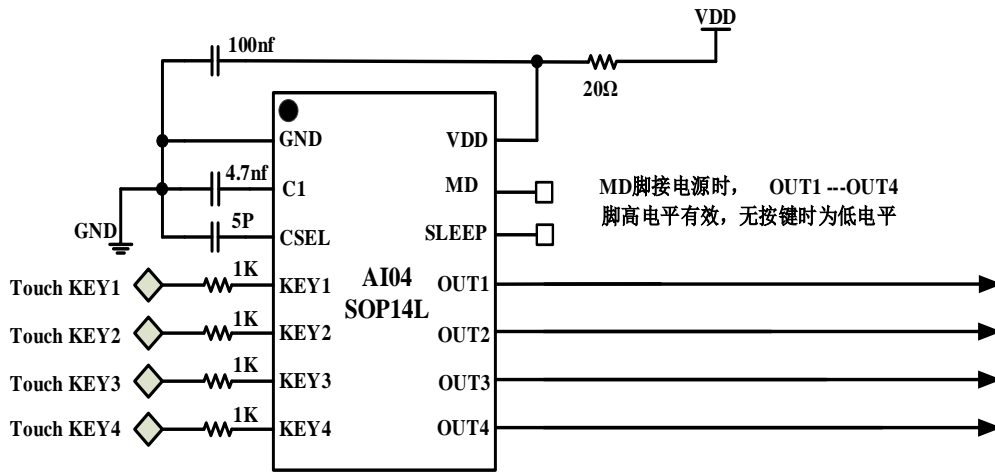 VDD
100nf
20Ω
GND
VDD
4.7nf
C1
MD
MD脚接电源时， OUT1 ---OUT4
脚高电平有效，无按键时为低电平
5P
GND
CSEL
SLEEP
AI04
SOP14L
Touch KEY1
1K
KEY1
OUT1
Touch KEY2
1K
KEY2
OUT2
Touch KEY3
1K
KEY3
OUT3
Touch KEY4
1K
KEY4
OUT4